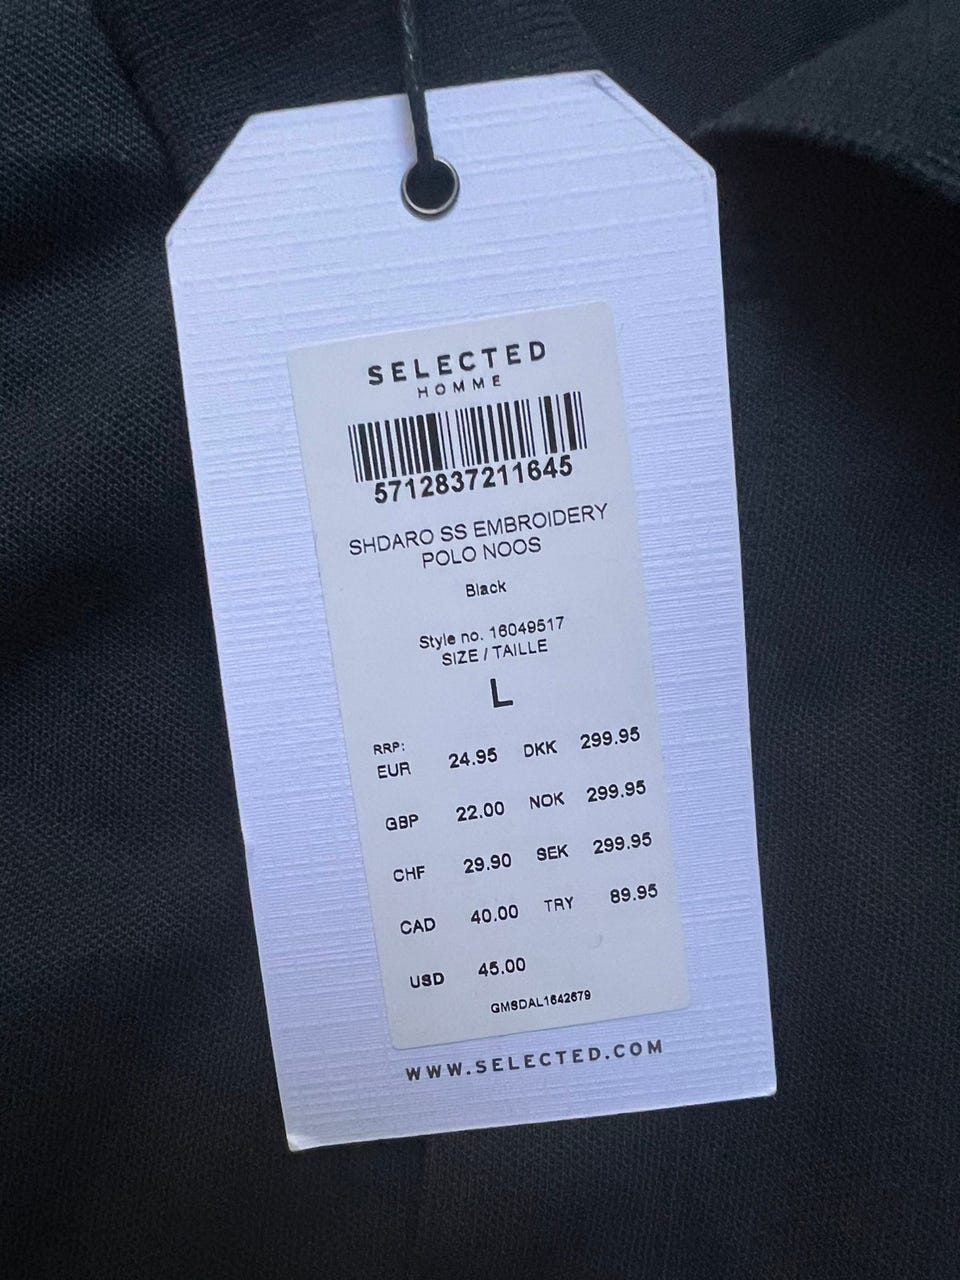 SELECTED
HOMME
5712837211645
SHDARO SS EMBROIDERY
POLO NOOS
Black
Style no. 16049517
SIZE / TAILLE
L
RRP:
EUR 24.95 DKK 299.95
GBP 22.00 NOK 299.95
CHF 29.90 SEK 299.95
CAD 40.00 TRY 89.95
USD 45.00
GMSDAL1642679
WWW.SELECTED.COM